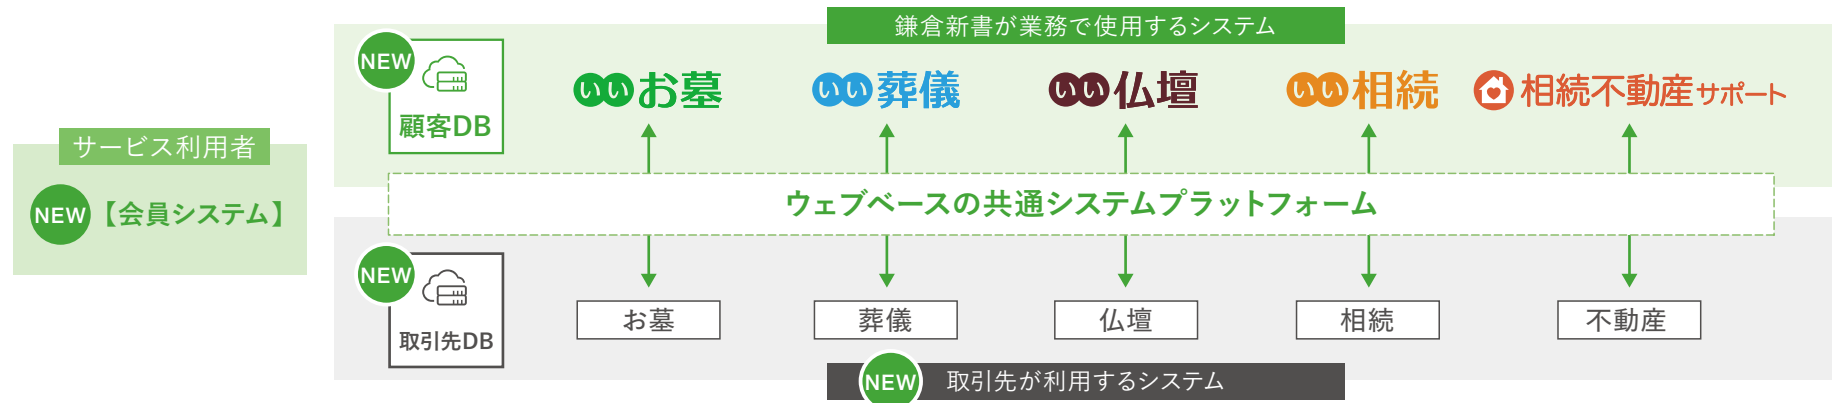 サービス利用者
NEW 【会員システム】
鎌倉新書が業務で使用するシステム
NEW
顧客DB
いいお墓
いい葬儀
いい仏壇
いい相続
相続不動産サポート
ウェブベースの共通システムプラットフォーム
NEW
取引先DB
お墓
葬儀
仏壇
相続
不動産
NEW 取引先が利用するシステム